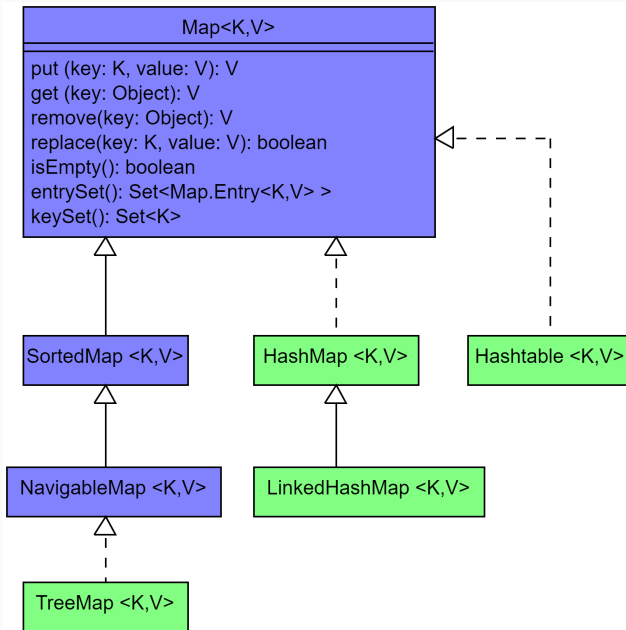 Map<K,V>
put (key: K, value: V): V
get (key: Object): V
remove(key: Object): V
replace(key: K, value: V): boolean
isEmpty(): boolean
entrySet(): Set<Map.Entry<K,V> >
keySet(): Set<K>
SortedMap <K,V>
HashMap <K,V>
Hashtable <K,V>
NavigableMap <K,V>
LinkedHashMap <K,V>
TreeMap <K,V>